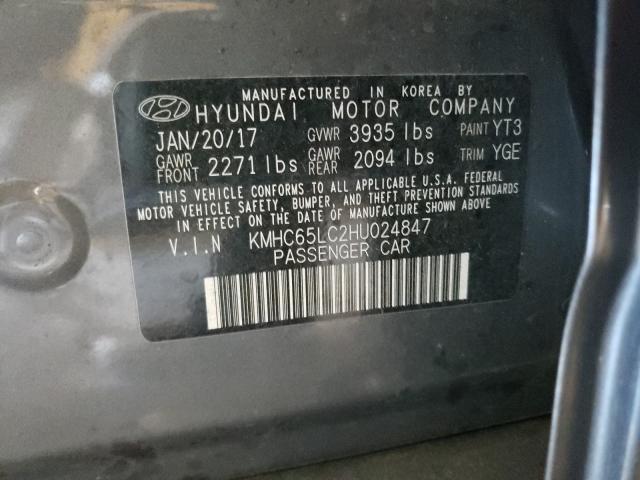 MANUFACTURED IN KOREA BY
HYUNDAI MOTOR COMPANY
JAN/20/17 GVWR 3935 lbs PAINT YT3
GAWR FRONT 2271 lbs GAWR REAR 2094 lbs TRIM YGE
THIS VEHICLE CONFORMS TO ALL APPLICABLE U.S.A. FEDERAL
MOTOR VEHICLE SAFETY, BUMPER, AND THEFT PREVENTION STANDARDS
IN EFFECT ON THE DATE OF MANUFACTURE SHOWN ABOVE.
V.I.N KMHC65LC2HU024847
PASSENGER CAR